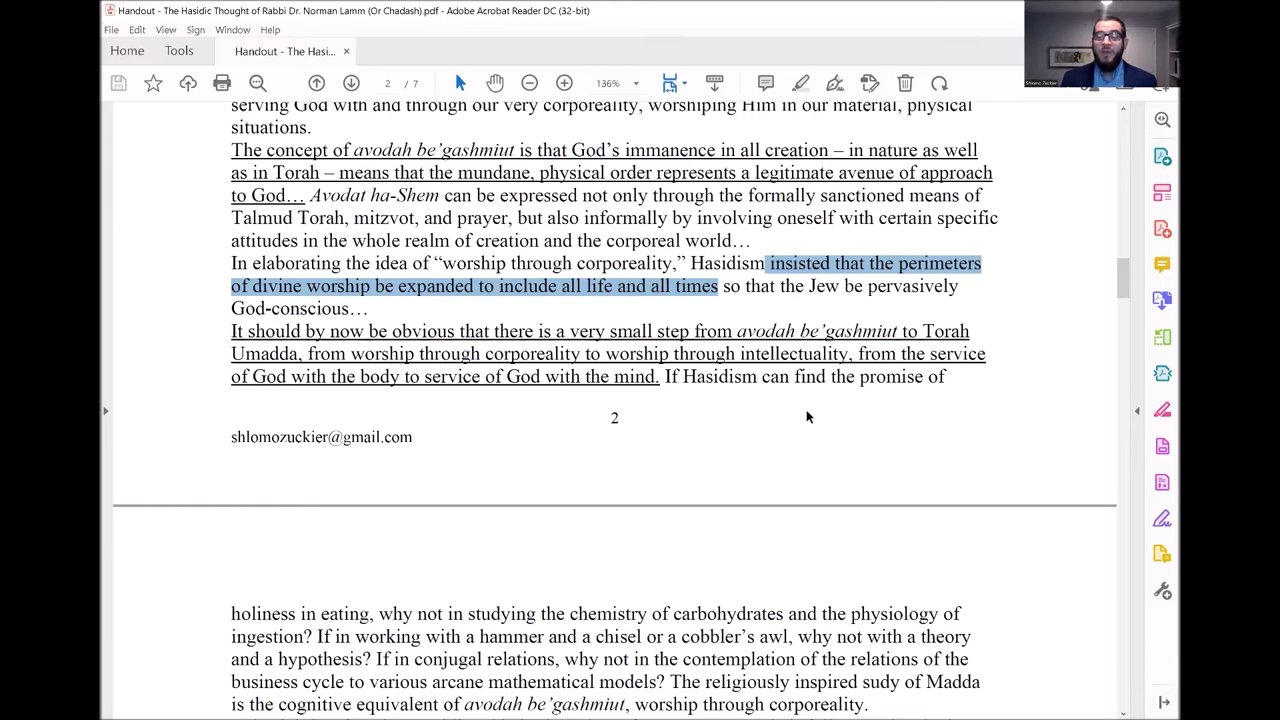 Handout - The Hasidic Thought of Rabbi Dr. Norman Lamm (Or Chadash).pdf - Adobe Acrobat Reader DC (32-bit)
File Edit View Sign Window Help
Home Tools Handout - The Hasi... ×
2 / 7 136%
Shlomo Zuckier
serving God with and through our very corporeality, worshiping Him in our material, physical
situations.
The concept of avodah be’gashmiut is that God’s immanence in all creation – in nature as well
as in Torah – means that the mundane, physical order represents a legitimate avenue of approach
to God… Avodat ha-Shem can be expressed not only through the formally sanctioned means of
Talmud Torah, mitzvot, and prayer, but also informally by involving oneself with certain specific
attitudes in the whole realm of creation and the corporeal world…
In elaborating the idea of “worship through corporeality,” Hasidism insisted that the perimeters
of divine worship be expanded to include all life and all times so that the Jew be pervasively
God-conscious…
It should by now be obvious that there is a very small step from avodah be’gashmiut to Torah
Umadda, from worship through corporeality to worship through intellectuality, from the service
of God with the body to service of God with the mind. If Hasidism can find the promise of
2
shlomozuckier@gmail.com
holiness in eating, why not in studying the chemistry of carbohydrates and the physiology of
ingestion? If in working with a hammer and a chisel or a cobbler’s awl, why not with a theory
and a hypothesis? If in conjugal relations, why not in the contemplation of the relations of the
business cycle to various arcane mathematical models? The religiously inspired sudy of Madda
is the cognitive equivalent of avodah be’gashmiut, worship through corporeality.